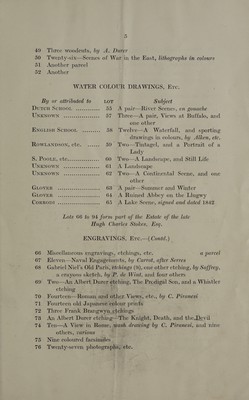 5
49 Three woodcuts, by A. Durer
50 Twenty-six—Scenes of War in the East, lithographs in colours
51 Another parcel
52 Another
WATER COLOUR DRAWINGS, Etc.
By or attributed to LOT Subject
Dutch School ..... 55 A pair—River Scenes, en gouache
Unknown ..... 57 Three—A pair, Views at Buffalo, and
one other
English School ..... 58 Twelve—A Waterfall, and sporting
drawings in colours, by Alken, etc.
Rowlandson, etc. ..... 59 Two—Tintagel, and a Portrait of a
Lady
S. Poole, etc. ..... 60 Two—A Landscape, and Still Life
Unknown ..... 61 A Landscape
Unknown ..... 62 Two—A Continental Scene, and one
other
Glover ..... 63 A pair—Summer and Winter
Glover ..... 64 A Ruined Abbey on the Llugwy
Corrois ..... 65 A Lake Scene, signed and dated 1842
Lots 66 to 94 form part of the Estate of the late
Hugh Charles Stokes, Esq.
ENGRAVINGS, Etc.—(Contd.)
66 Miscellaneous engravings, etchings, etc. a parcel
67 Eleven—Naval Engagements, by Carrot, after Serres
68 Gabriel Niel's Old Paris, etchings (9), one other etching, by Saffrey,
a crayons sketch, by P. de Wint, and four others
69 Two—An Albert Durer etching, The Prodigal Son, and a Whistler
etching
70 Fourteen—Roman and other Views, etc., by C. Piranesi
71 Fourteen old Japanese colour prints
72 Three Frank Brangwyn etchings
73 An Albert Durer etching—The Knight, Death, and the Devil
74 Ten—A View in Rome, wash drawing by C. Piranesi, and nine
others, various
75 Nine coloured facsimiles
76 Twenty-seven photographs, etc.